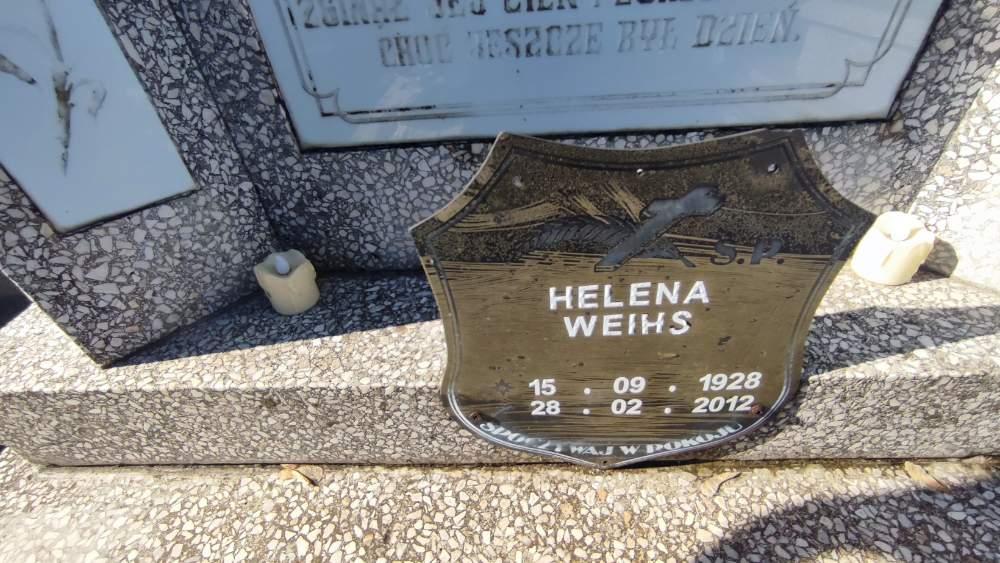 CHOĆ JESZCZE BYŁ DZIEŃ.
Ś.P.
HELENA
WEIHS
15 . 09 . 1928
28 . 02 . 2012
SPOCZYWAJ W POKOJU